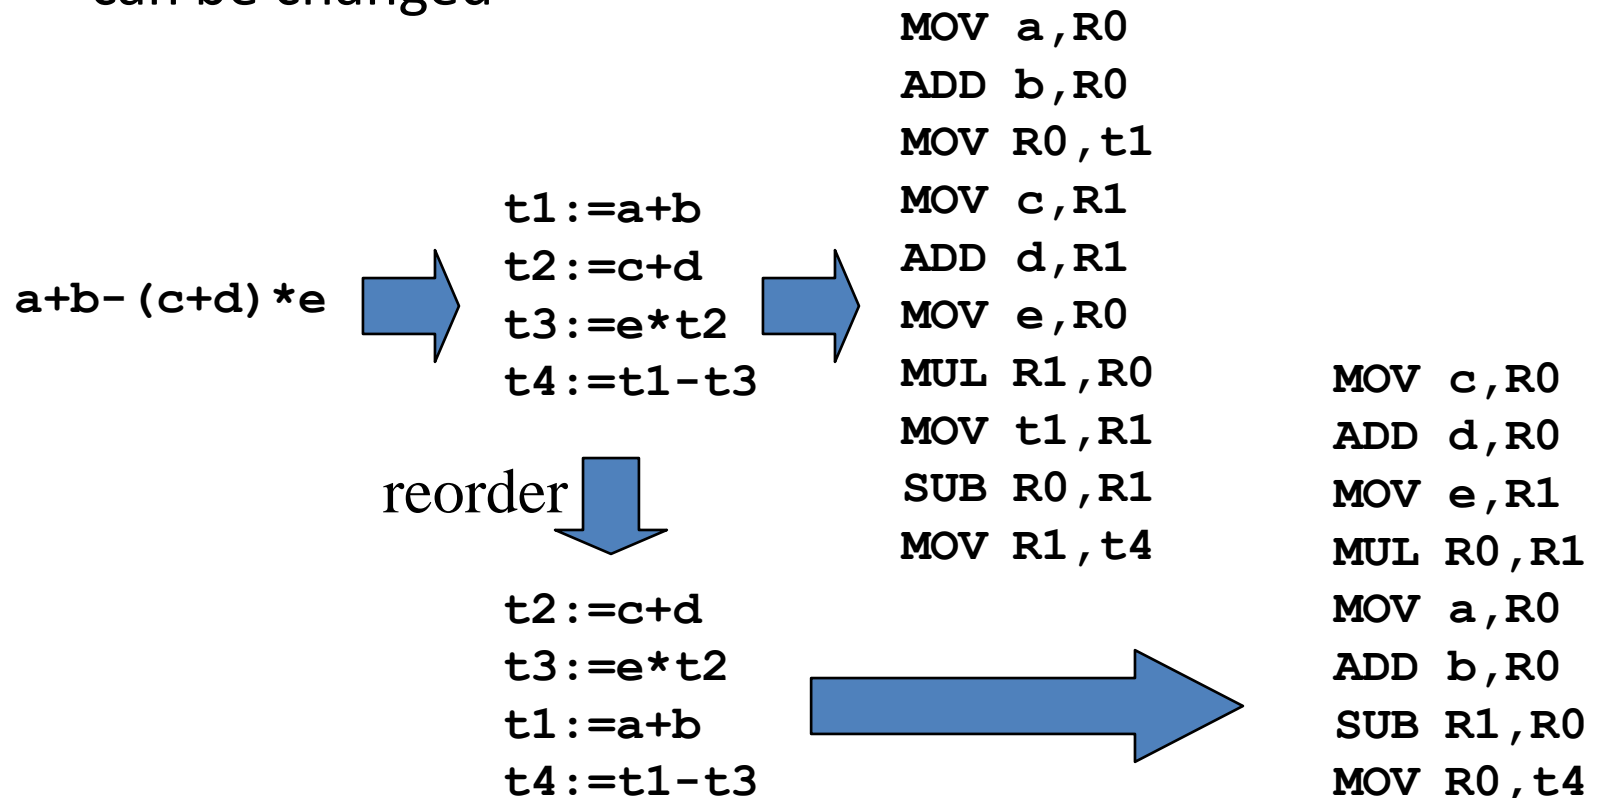 can be changed
a+b-(c+d)*e
t1:=a+b
t2:=c+d
t3:=e*t2
t4:=t1-t3
MOV a,R0
ADD b,R0
MOV R0,t1
MOV c,R1
ADD d,R1
MOV e,R0
MUL R1,R0
MOV t1,R1
SUB R0,R1
MOV R1,t4
reorder
t2:=c+d
t3:=e*t2
t1:=a+b
t4:=t1-t3
MOV c,R0
ADD d,R0
MOV e,R1
MUL R0,R1
MOV a,R0
ADD b,R0
SUB R1,R0
MOV R0,t4